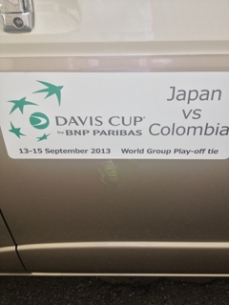 Japan
vs
Colombia
DAVIS CUP
by BNP PARIBAS
13-15 September 2013 World Group Play-off tie